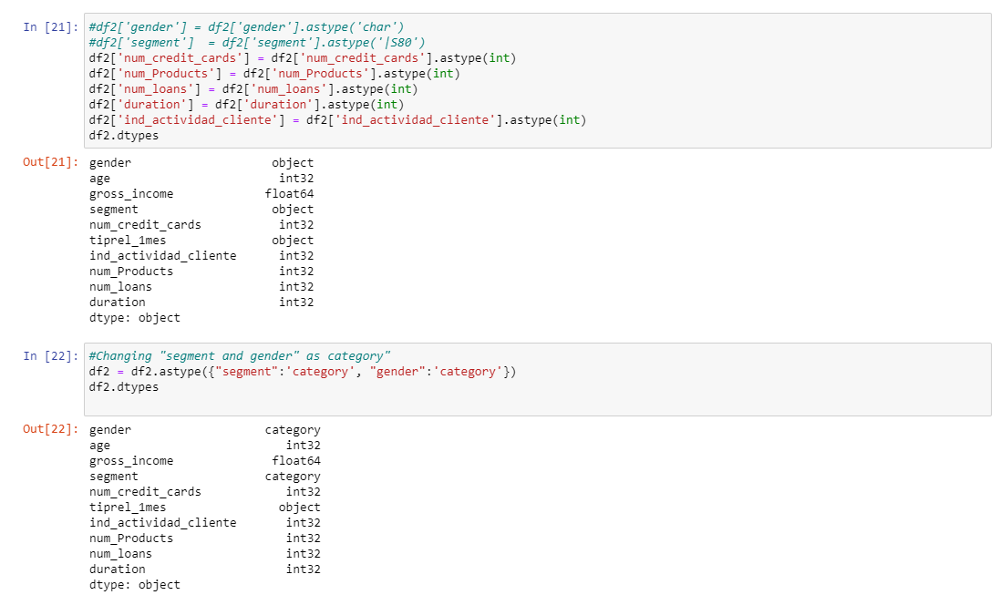 In [21]: #df2['gender'] = df2['gender'].astype('char')
#df2['segment']  = df2['segment'].astype('|S80')
df2['num_credit_cards'] = df2['num_credit_cards'].astype(int)
df2['num_Products'] = df2['num_Products'].astype(int)
df2['num_loans'] = df2['num_loans'].astype(int)
df2['duration'] = df2['duration'].astype(int)
df2['ind_actividad_cliente'] = df2['ind_actividad_cliente'].astype(int)
df2.dtypes
Out[21]: gender                    object
age                        int32
gross_income             float64
segment                   object
num_credit_cards           int32
tiprel_1mes               object
ind_actividad_cliente      int32
num_Products               int32
num_loans                  int32
duration                   int32
dtype: object
In [22]: #Changing "segment and gender" as category"
df2 = df2.astype({"segment":'category', "gender":'category'})
df2.dtypes
Out[22]: gender                   category
age                         int32
gross_income              float64
segment                  category
num_credit_cards            int32
tiprel_1mes                object
ind_actividad_cliente       int32
num_Products                int32
num_loans                   int32
duration                    int32
dtype: object